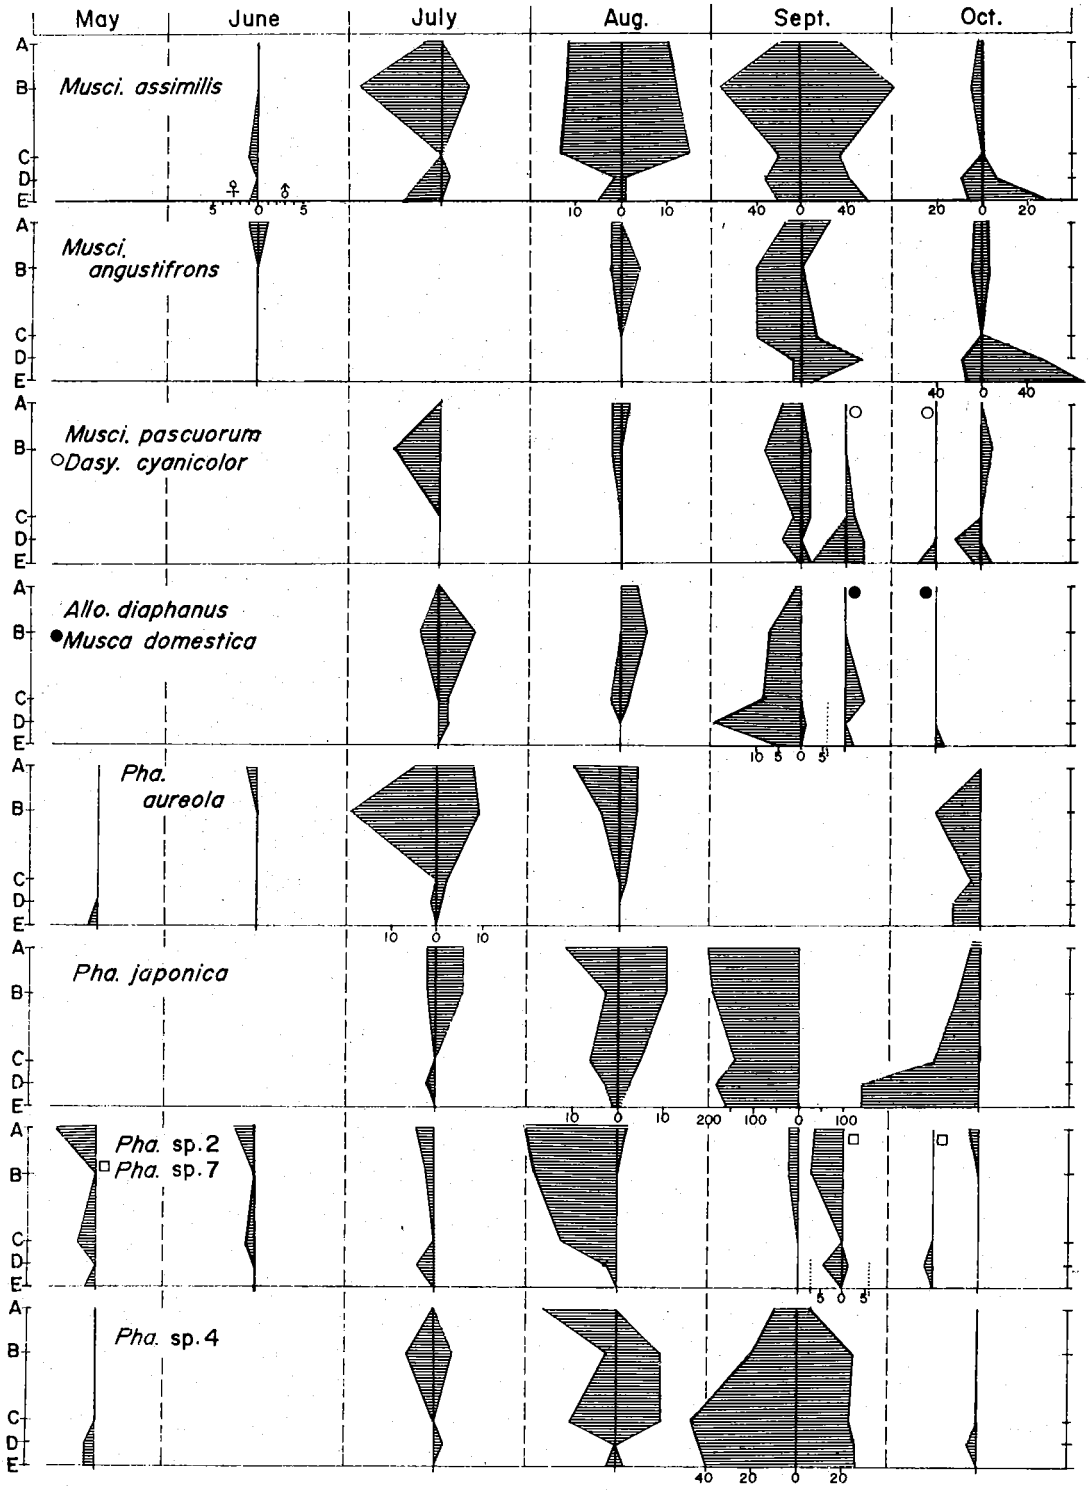 May June July Aug. Sept. Oct.
A
Musci. assimilis
B
C
D
♀ ♂
E
5 0 5 10 0 10 40 0 40 20 0 20
A
Musci.
angustifrons
B
C
D
E
40 0 40
A
Musci. pascuorum
B
○Dasy. cyanicolor
C
D
E
A
Allo. diaphanus
B
●Musca domestica
C
D
E
10 5 0 5
A
Pha.
aureola
B
C
D
E
10 0 10
A
Pha. japonica
B
C
D
E
10 0 10 200 100 0 100
A
Pha. sp.2
□Pha. sp.7
B
C
D
E
5 0 5
A
Pha. sp.4
B
C
D
E
40 20 0 20